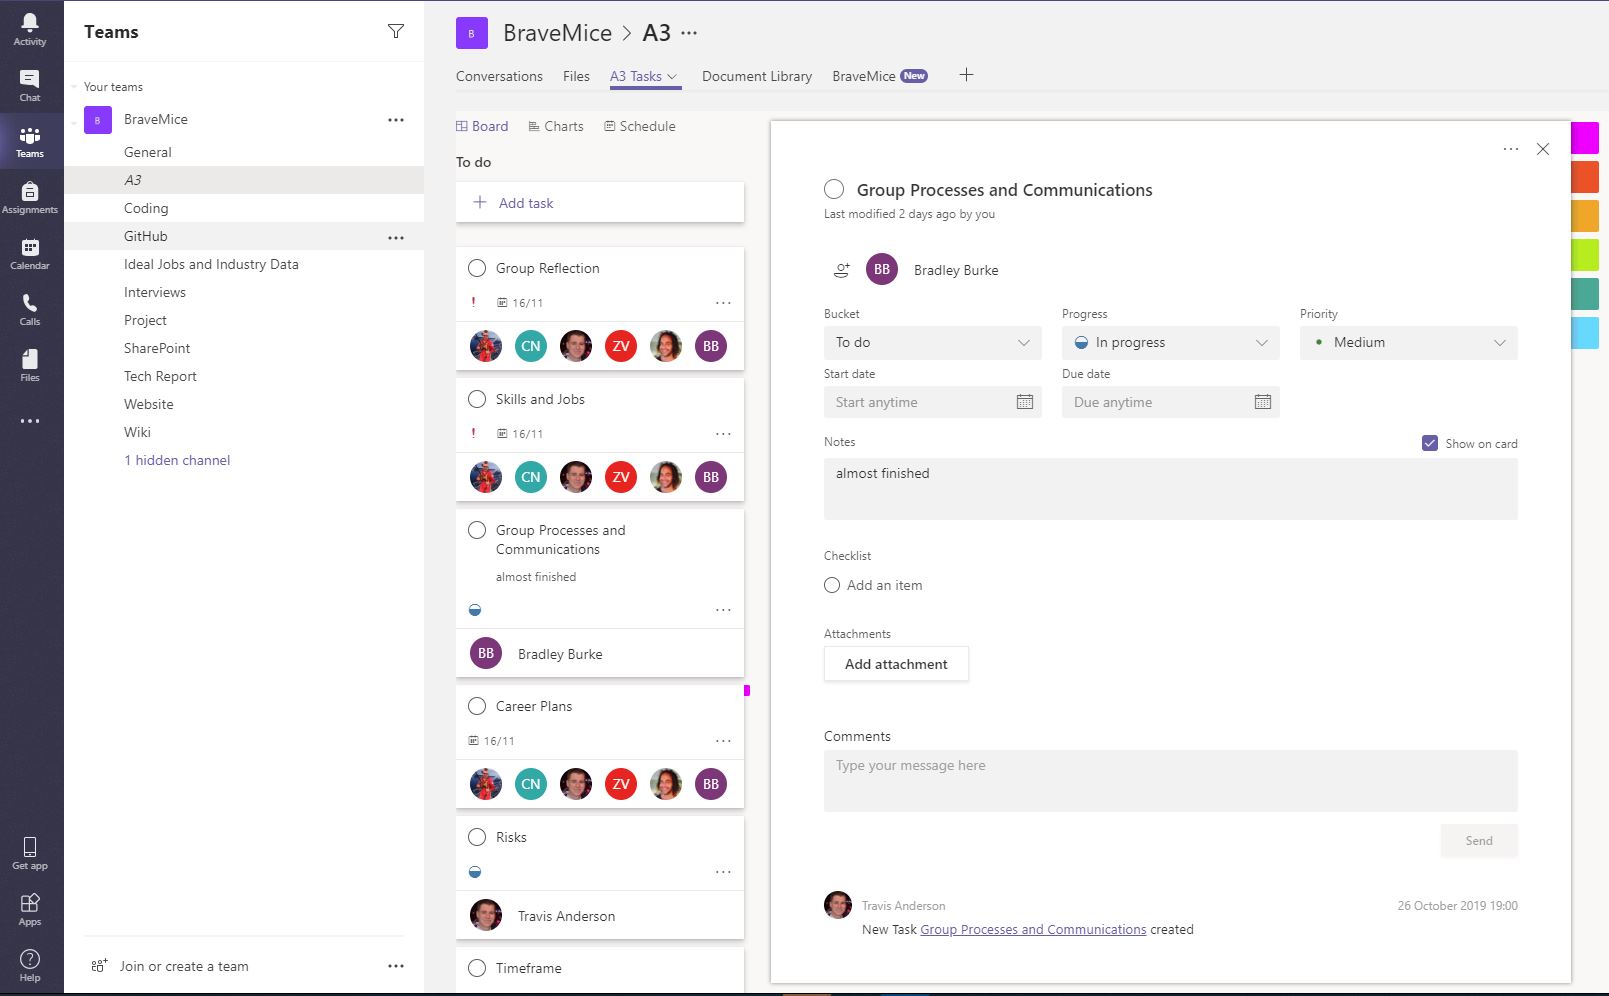 Activity
Chat
Teams
Assignments
Calendar
Calls
Files
Get app
Apps
Help
Teams
Your teams
B BraveMice
General
A3
Coding
GitHub
Ideal Jobs and Industry Data
Interviews
Project
SharePoint
Tech Report
Website
Wiki
1 hidden channel
Join or create a team
B BraveMice > A3
Conversations Files A3 Tasks Document Library BraveMice New
Board Charts Schedule
To do
Add task
Group Reflection
! 16/11
CN ZV BB
Skills and Jobs
! 16/11
CN ZV BB
Group Processes and
Communications
almost finished
BB Bradley Burke
Career Plans
16/11
CN ZV BB
Risks
Travis Anderson
Timeframe
Group Processes and Communications
Last modified 2 days ago by you
BB Bradley Burke
Bucket Progress Priority
To do In progress Medium
Start date Due date
Start anytime Due anytime
Notes Show on card
almost finished
Checklist
Add an item
Attachments
Add attachment
Comments
Type your message here
Send
Travis Anderson 26 October 2019 19:00
New Task Group Processes and Communications created